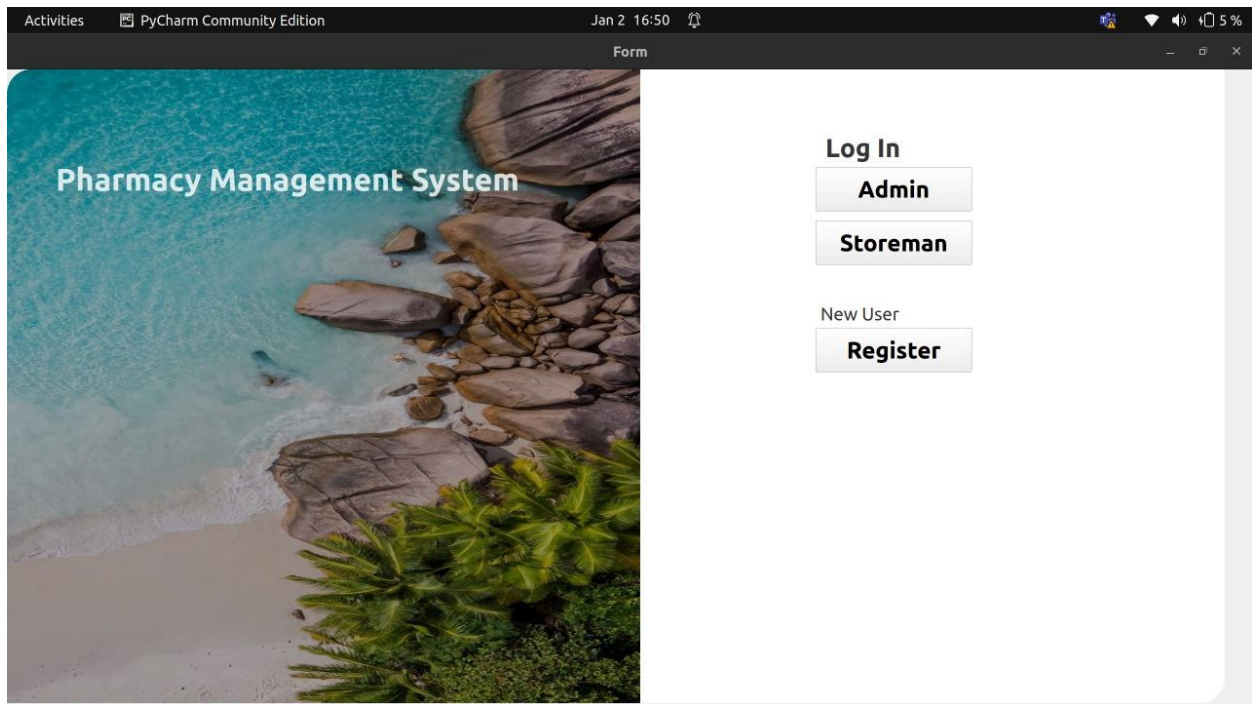 Activities PyCharm Community Edition Jan 2 16:50 5 %
Form
Pharmacy Management System
Log In
Admin
Storeman
New User
Register